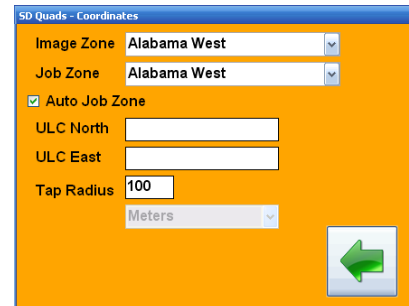 SD Quads - Coordinates
Image Zone Alabama West
Job Zone Alabama West
Auto Job Zone
ULC North
ULC East
Tap Radius 100
Meters